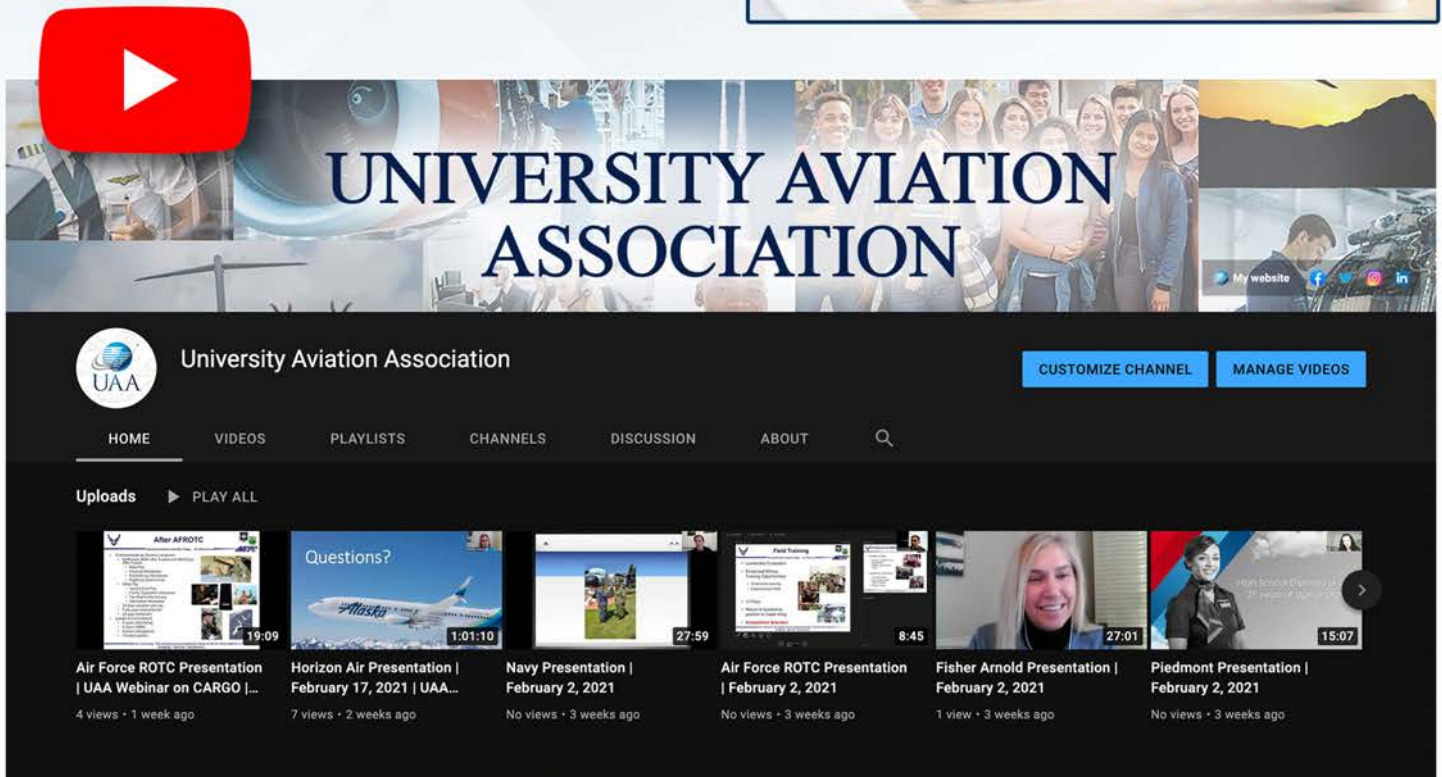 UNIVERSITY AVIATION
ASSOCIATION
My website
UAA
University Aviation Association
CUSTOMIZE CHANNEL
MANAGE VIDEOS
HOME
VIDEOS
PLAYLISTS
CHANNELS
DISCUSSION
ABOUT
Uploads
PLAY ALL
After AFROTC
19:09
Questions?
Alaska
1:01:10
27:59
Field Training
8:45
27:01
15:07
Air Force ROTC Presentation
| UAA Webinar on CARGO |...
4 views • 1 week ago
Horizon Air Presentation |
February 17, 2021 | UAA...
7 views • 2 weeks ago
Navy Presentation |
February 2, 2021
No views • 3 weeks ago
Air Force ROTC Presentation
| February 2, 2021
No views • 3 weeks ago
Fisher Arnold Presentation |
February 2, 2021
1 view • 3 weeks ago
Piedmont Presentation |
February 2, 2021
No views • 3 weeks ago